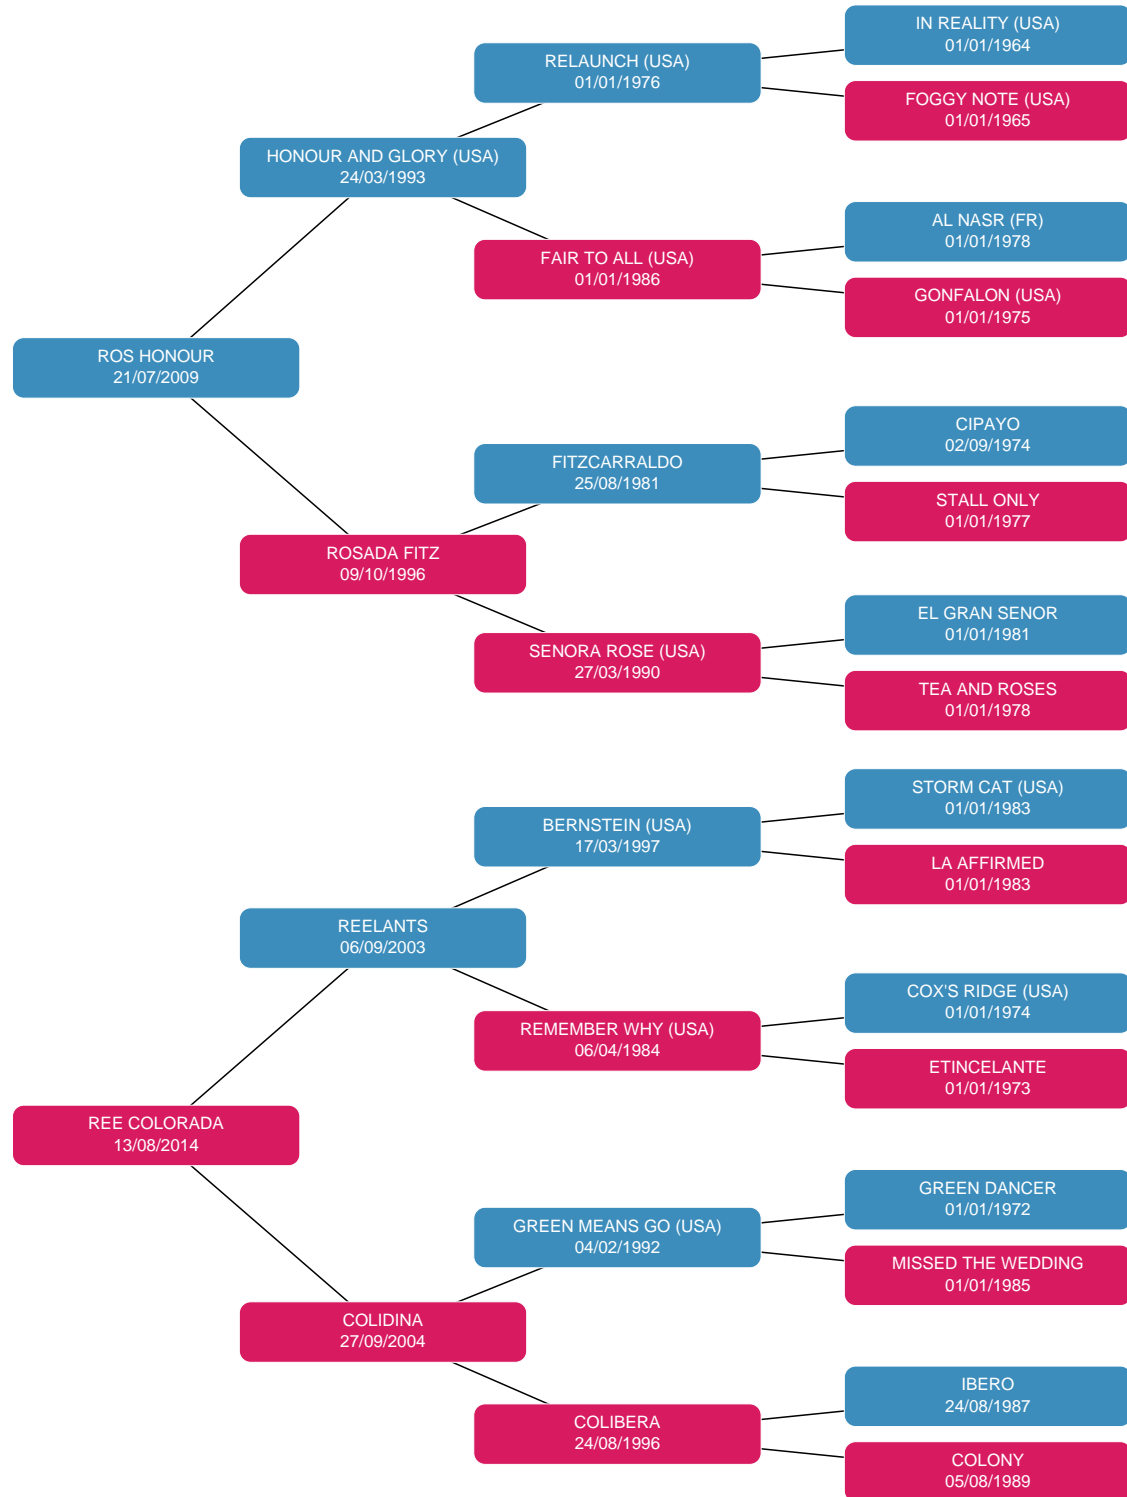 IN REALITY (USA)
01/01/1964
RELAUNCH (USA)
01/01/1976
FOGGY NOTE (USA)
01/01/1965
HONOUR AND GLORY (USA)
24/03/1993
AL NASR (FR)
01/01/1978
FAIR TO ALL (USA)
01/01/1986
GONFALON (USA)
01/01/1975
ROS HONOUR
21/07/2009
CIPAYO
02/09/1974
FITZCARRALDO
25/08/1981
STALL ONLY
01/01/1977
ROSADA FITZ
09/10/1996
EL GRAN SENOR
01/01/1981
SENORA ROSE (USA)
27/03/1990
TEA AND ROSES
01/01/1978
STORM CAT (USA)
01/01/1983
BERNSTEIN (USA)
17/03/1997
LA AFFIRMED
01/01/1983
REELANTS
06/09/2003
COX'S RIDGE (USA)
01/01/1974
REMEMBER WHY (USA)
06/04/1984
ETINCELANTE
01/01/1973
REE COLORADA
13/08/2014
GREEN DANCER
01/01/1972
GREEN MEANS GO (USA)
04/02/1992
MISSED THE WEDDING
01/01/1985
COLIDINA
27/09/2004
IBERO
24/08/1987
COLIBERA
24/08/1996
COLONY
05/08/1989